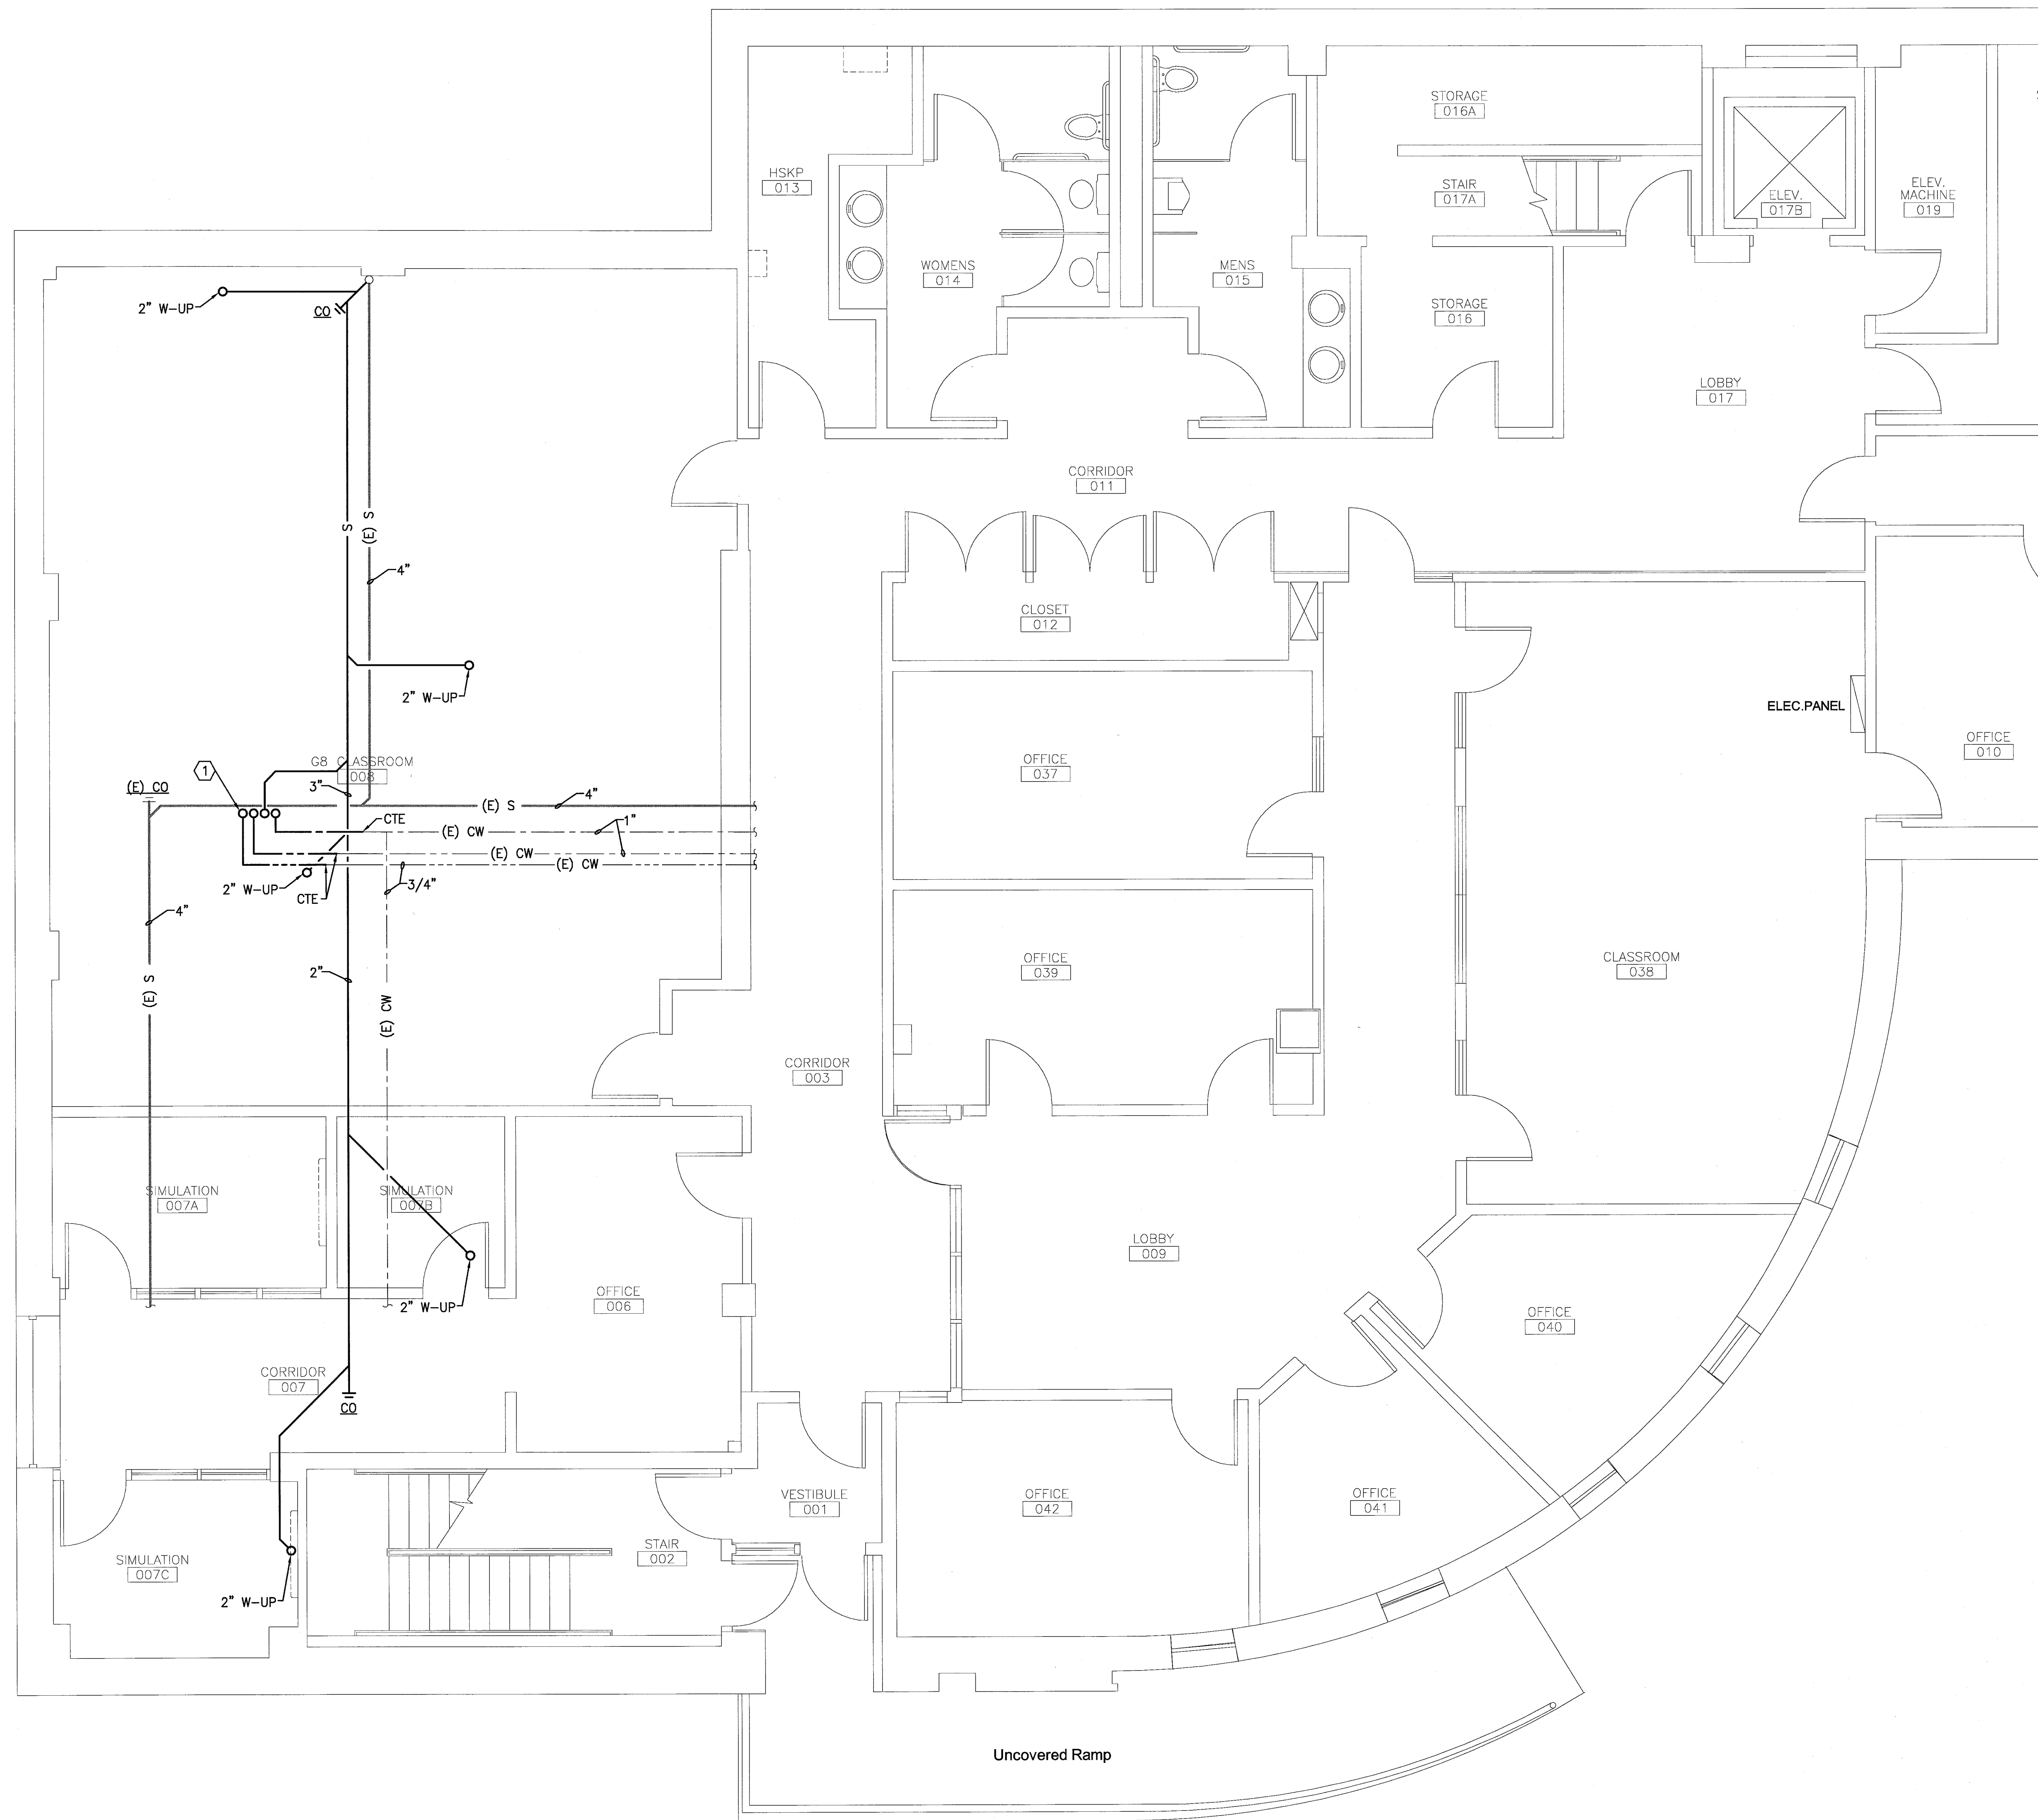 STORAGE
016A
HSKP
013
STAIR
017A
ELEV.
017B
ELEV.
MACHINE
019
WOMENS
014
MENS
015
STORAGE
016
2" W-UP
CO
LOBBY
017
CORRIDOR
011
S
(E) S
4"
CLOSET
012
2" W-UP
ELEC.PANEL
OFFICE
037
OFFICE
010
G8 CLASSROOM
008
1
3"
(E) CO
(E) S
4"
CTE
(E) CW
1"
(E) CW
(E) CW
2" W-UP
CTE
3/4"
4"
(E) S
2"
(E) CW
OFFICE
039
CLASSROOM
038
CORRIDOR
003
SIMULATION
007A
SIMULATION
007B
LOBBY
009
OFFICE
006
2" W-UP
OFFICE
040
CORRIDOR
007
CO
VESTIBULE
001
OFFICE
042
OFFICE
041
STAIR
002
SIMULATION
007C
2" W-UP
Uncovered Ramp